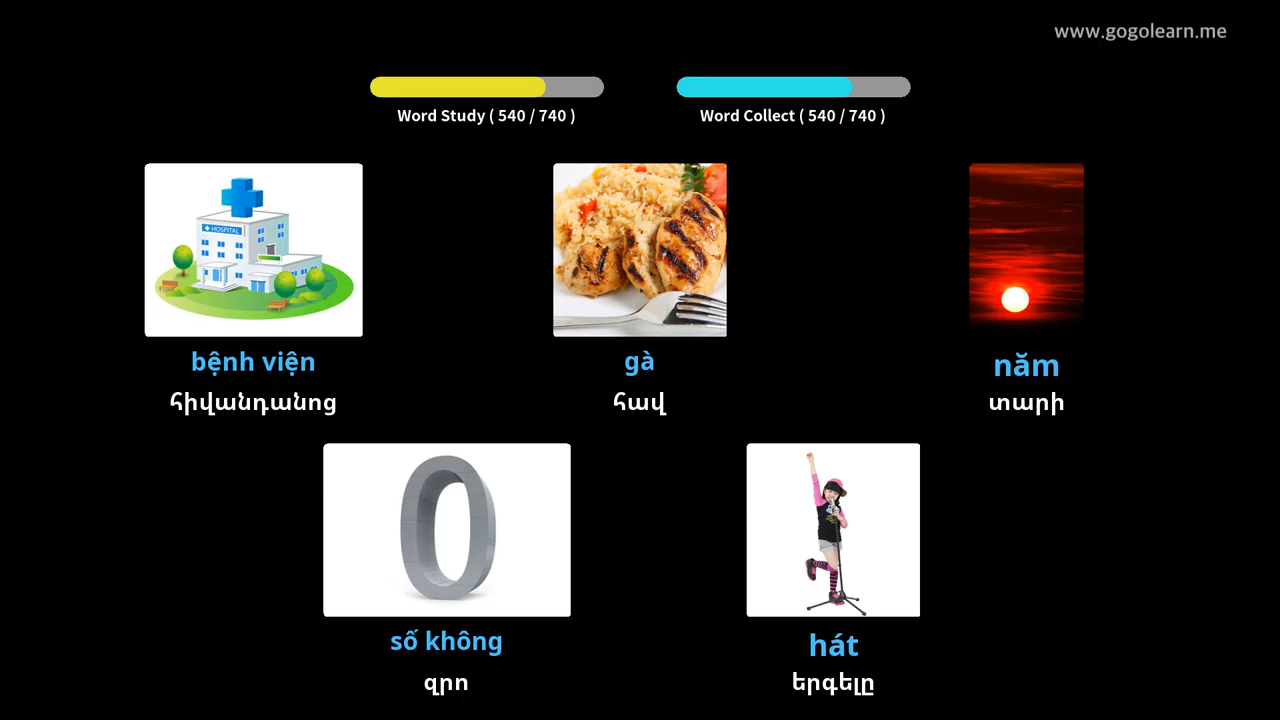 www.gogolearn.me
Word Study ( 540 / 740 )
Word Collect ( 540 / 740 )
HOSPITAL
bệnh viện
հիվանդանոց
gà
հավ
năm
տարի
0
số không
զրո
hát
երգելը